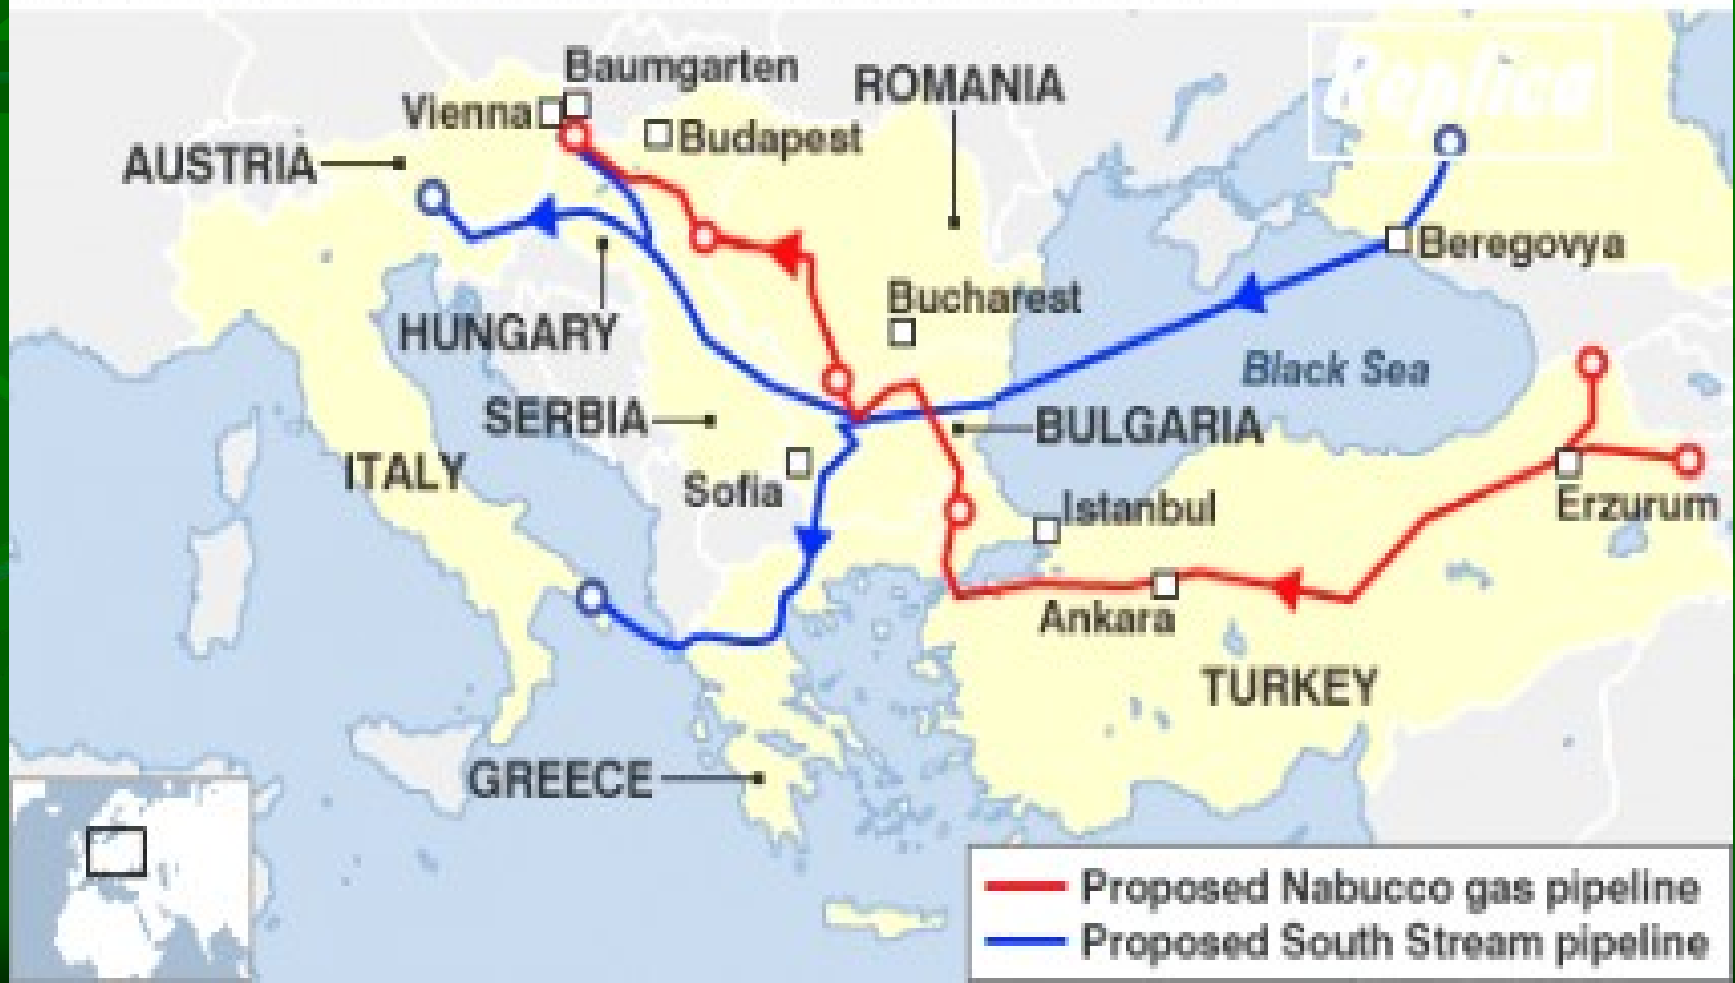 Replica
Baumgarten
ROMANIA
Vienna
Budapest
AUSTRIA
Beregovya
Bucharest
HUNGARY
Black Sea
SERBIA
BULGARIA
ITALY
Sofia
Istanbul
Erzurum
Ankara
TURKEY
GREECE
Proposed Nabucco gas pipeline
Proposed South Stream pipeline